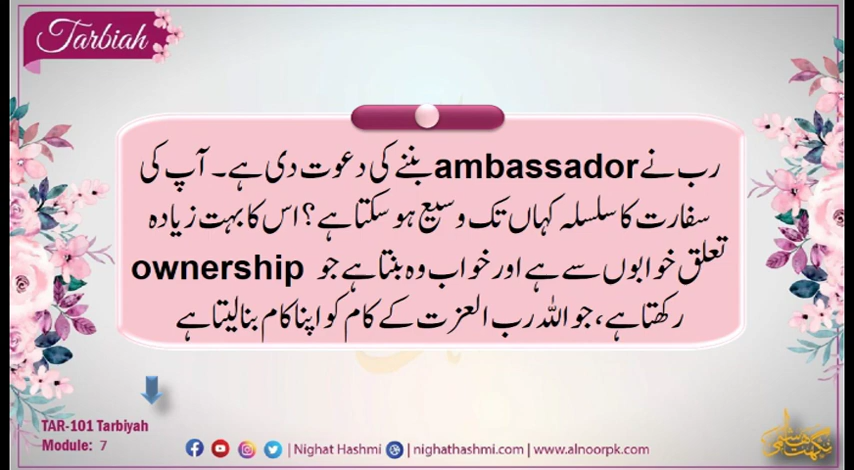 Tarbiah
رب نے ambassador بننے کی دعوت دی ہے۔ آپ کی
سفارت کا سلسلہ کہاں تک وسیع ہو سکتا ہے؟ اس کا بہت زیادہ
تعلق خوابوں سے ہے اور خواب وہ بنتا ہے جو ownership
رکھتا ہے، جو اللہ رب العزت کے کام کو اپنا کام بنا لیتا ہے
TAR-101 Tarbiyah
Module: 7
| Nighat Hashmi | nighathashmi.com | www.alnoorpk.com
نگہت ہاشمی